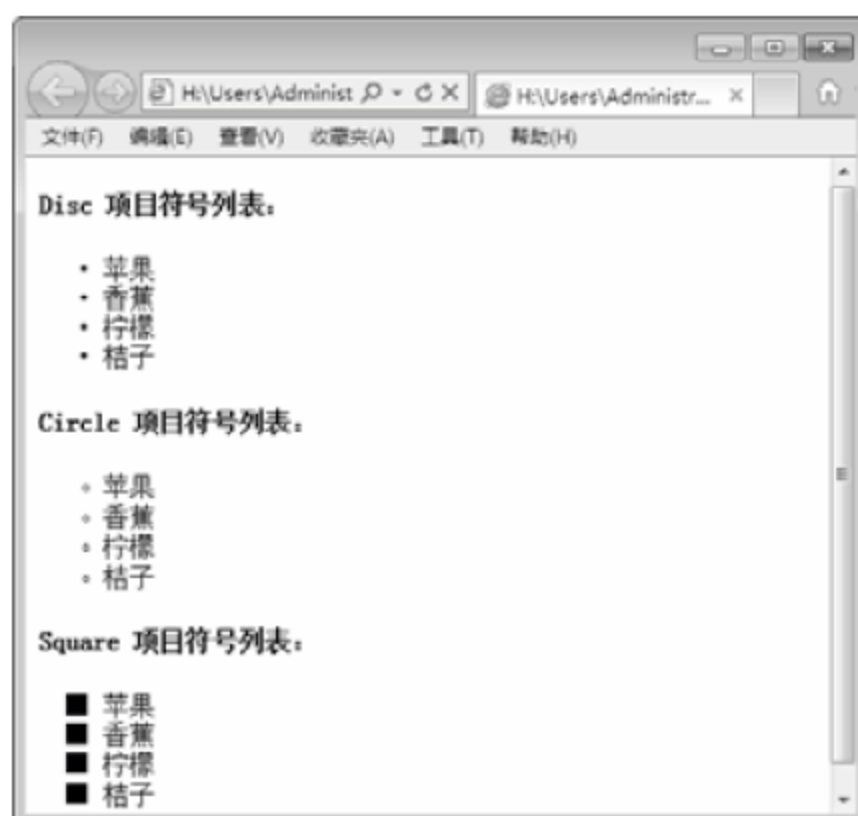 H:\Users\Administ
H:\Users\Administr...
文件(F) 编辑(E) 查看(V) 收藏夹(A) 工具(T) 帮助(H)
Disc 项目符号列表：
• 苹果
• 香蕉
• 柠檬
• 桔子
Circle 项目符号列表：
◦ 苹果
◦ 香蕉
◦ 柠檬
◦ 桔子
Square 项目符号列表：
■ 苹果
■ 香蕉
■ 柠檬
■ 桔子